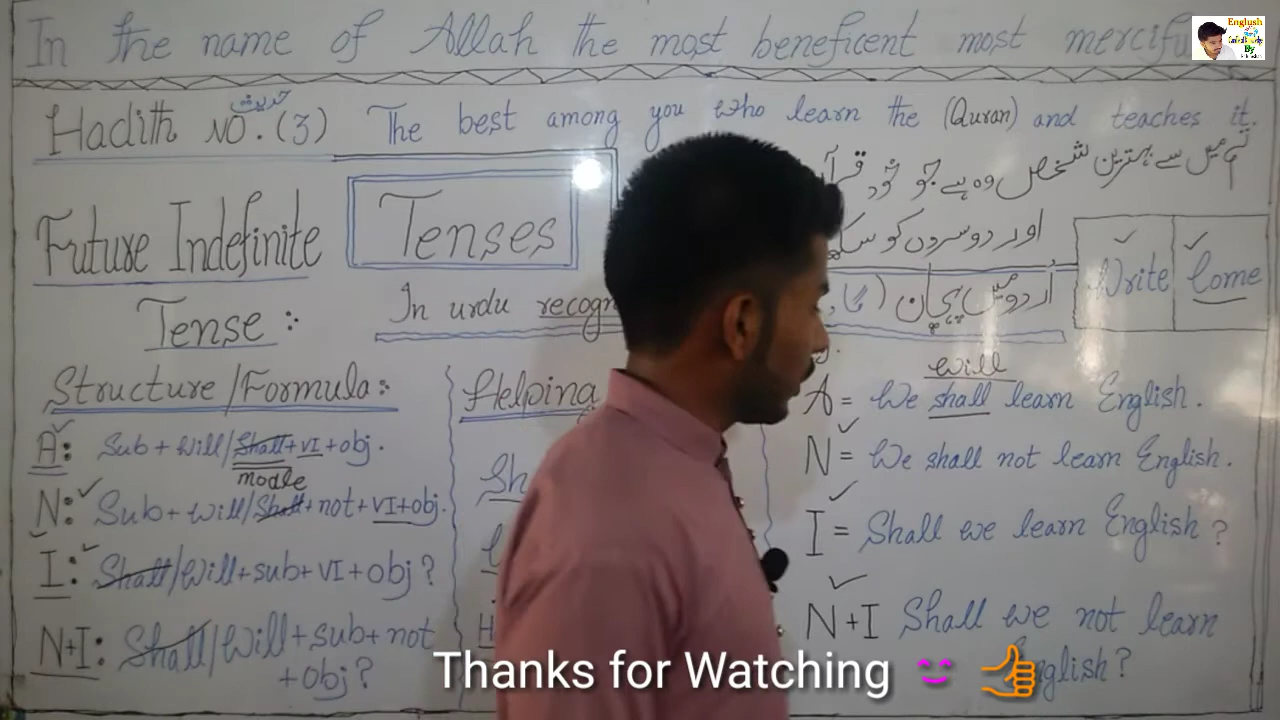 In the name of Allah the most beneficent most merciful
English
By
Hadith NO.(3) حدیث The best among you who learn the (Quran) and teaches it.
تم میں سے بہترین شخص وہ ہے جو خود قرآن
اور دوسروں کو
Future Indefinite
Tense :
Tenses
Write Come
In urdu recogn
اردو میں پہچان (گا,
Structure/Formula:
A: Sub + will/shall+VI+obj.
modle
N: Sub + will/shall+not+VI+obj.
I: Shall/Will+sub+VI+obj?
N+I: Shall/Will+sub+not
+obj?
Helping
Sh
H
will
A = We shall learn English.
N = We shall not learn English.
I = Shall we learn English?
N+I Shall we not learn
glish?
Thanks for Watching